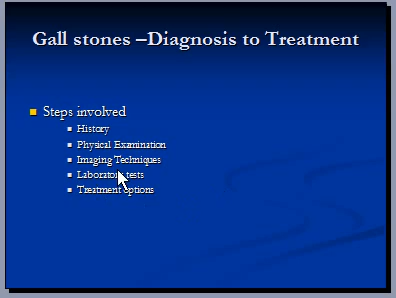 Gall stones –Diagnosis to Treatment
Steps involved
History
Physical Examination
Imaging Techniques
Laboratory tests
Treatment options